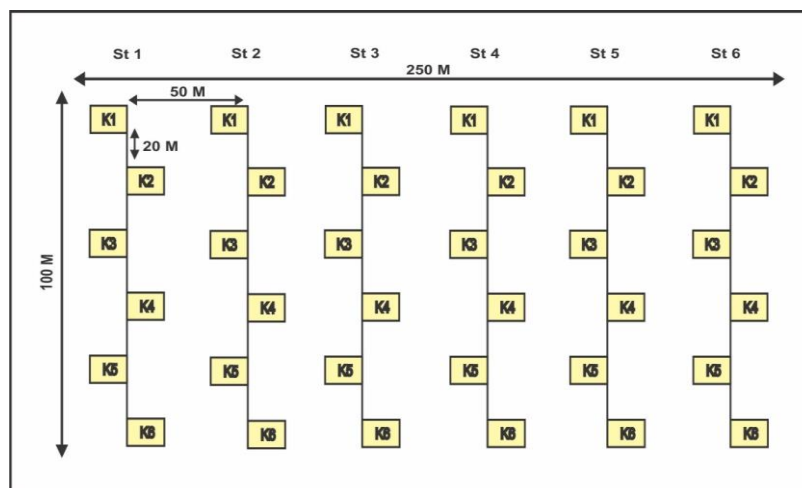 St 1 St 2 St 3 St 4 St 5 St 6
250 M
50 M
K1 K1 K1 K1 K1 K1
20 M
K2 K2 K2 K2 K2 K2
K3 K3 K3 K3 K3 K3
100 M
K4 K4 K4 K4 K4 K4
K5 K5 K5 K5 K5 K5
K6 K6 K6 K6 K6 K6